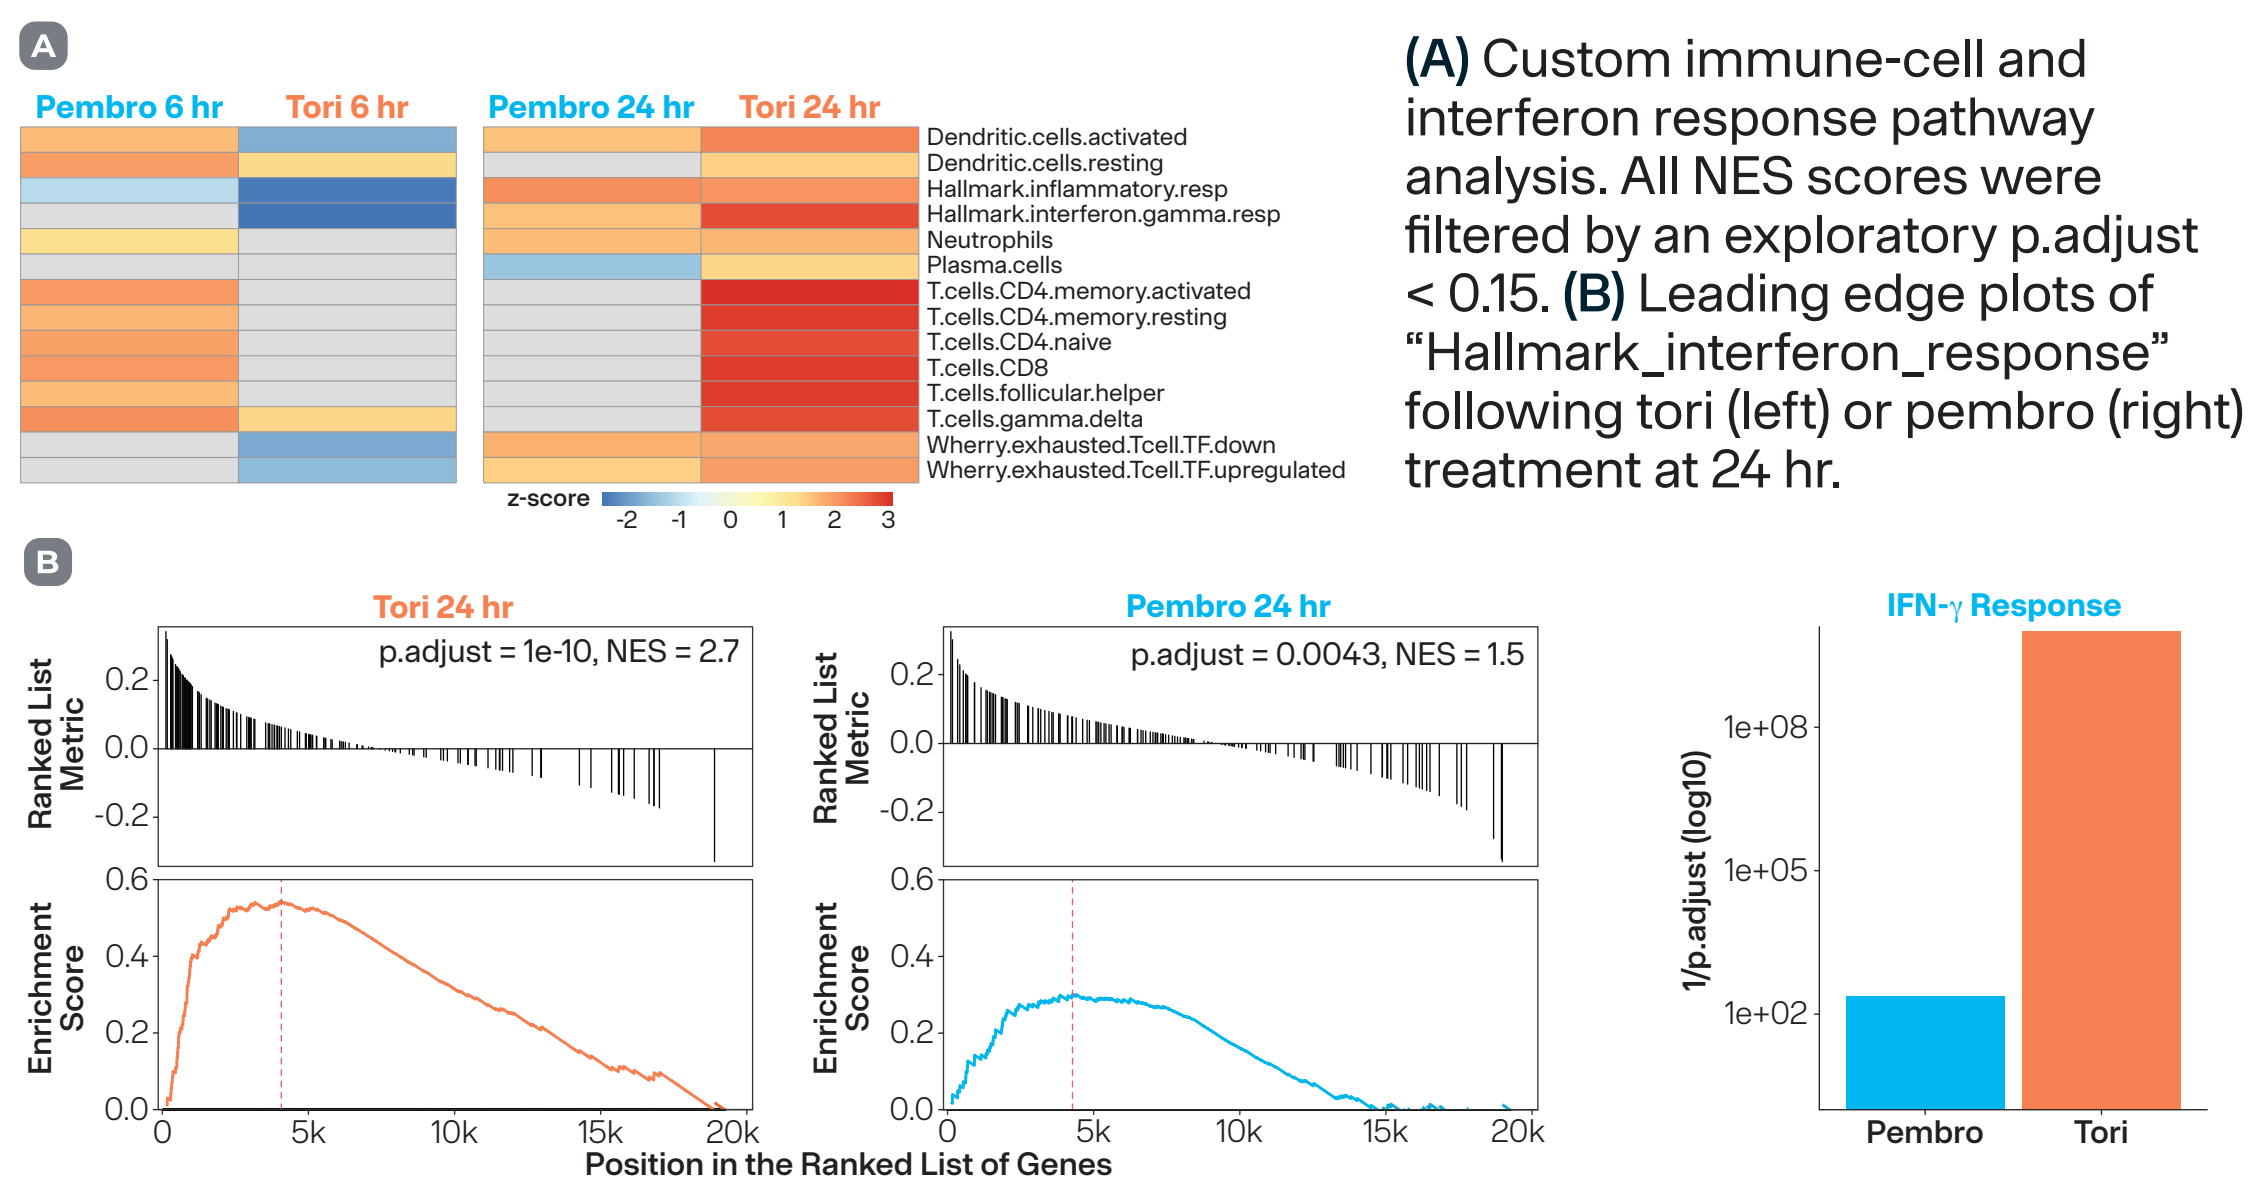 A
Pembro 6 hr
Tori 6 hr
Pembro 24 hr
Tori 24 hr
Dendritic.cells.activated
Dendritic.cells.resting
Hallmark.inflammatory.resp
Hallmark.interferon.gamma.resp
Neutrophils
Plasma.cells
T.cells.CD4.memory.activated
T.cells.CD4.memory.resting
T.cells.CD4.naive
T.cells.CD8
T.cells.follicular.helper
T.cells.gamma.delta
Wherry.exhausted.Tcell.TF.down
Wherry.exhausted.Tcell.TF.upregulated
z-score
-2 -1 0 1 2 3
(A) Custom immune-cell and
interferon response pathway
analysis. All NES scores were
filtered by an exploratory p.adjust
< 0.15. (B) Leading edge plots of
“Hallmark_interferon_response”
following tori (left) or pembro (right)
treatment at 24 hr.
B
Tori 24 hr
p.adjust = 1e-10, NES = 2.7
Ranked List
Metric
0.2
0.0
-0.2
Enrichment
Score
0.6
0.4
0.2
0.0
0 5k 10k 15k 20k
Pembro 24 hr
p.adjust = 0.0043, NES = 1.5
Ranked List
Metric
0.2
0.0
-0.2
Enrichment
Score
0.6
0.4
0.2
0.0
0 5k 10k 15k 20k
Position in the Ranked List of Genes
IFN-γ Response
1/p.adjust (log10)
1e+08
1e+05
1e+02
Pembro
Tori